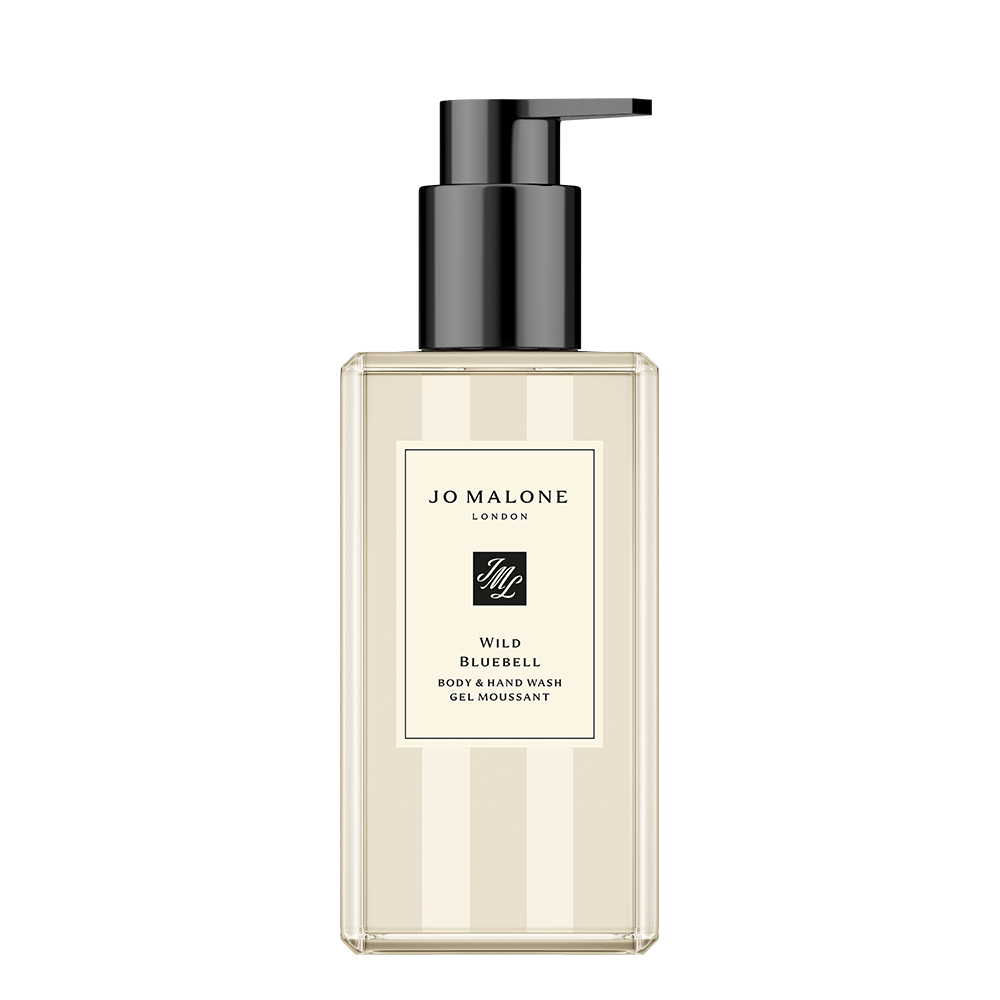 JO MALONE
LONDON
JML
WILD
BLUEBELL
BODY & HAND WASH
GEL MOUSSANT